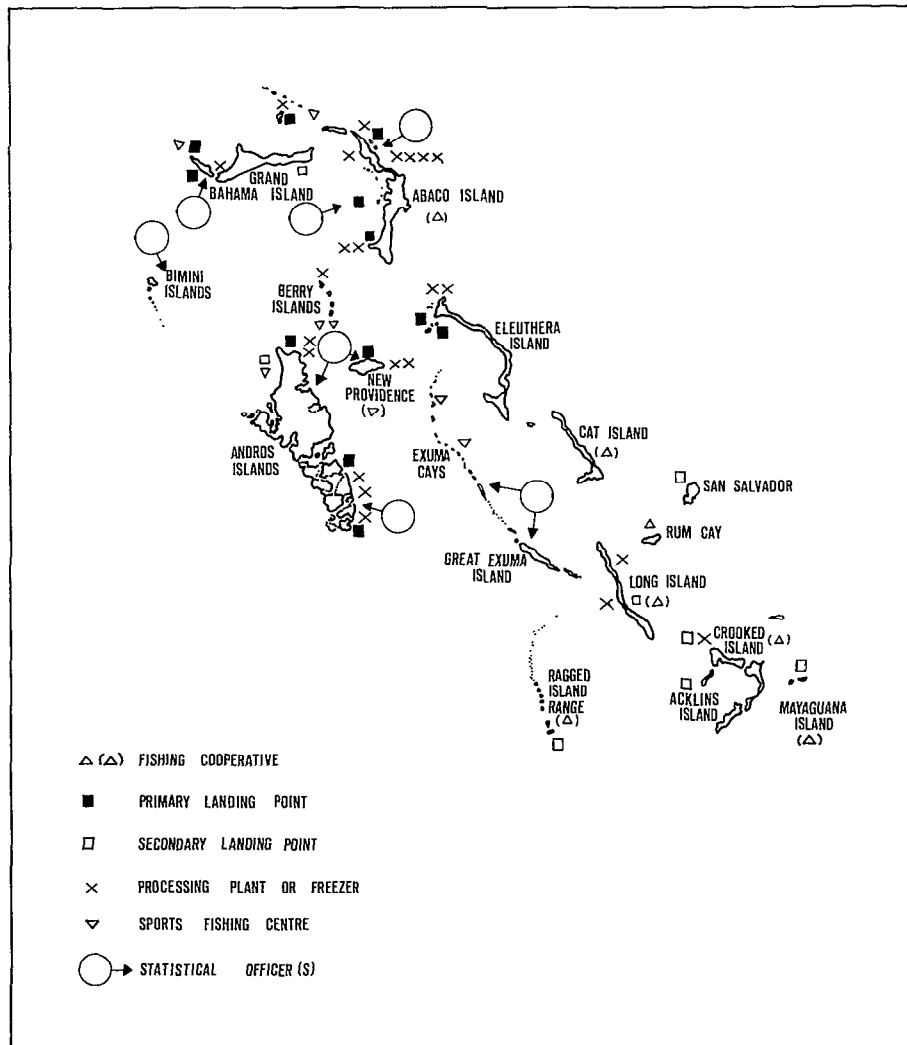 GRAND
BAHAMA ISLAND
ABACO ISLAND
(△)
BIMINI
ISLANDS
BERRY
ISLANDS
ELEUTHERA
ISLAND
NEW
PROVIDENCE
(▽)
ANDROS
ISLANDS
EXUMA
CAYS
CAT ISLAND
(△)
SAN SALVADOR
RUM CAY
GREAT EXUMA
ISLAND
LONG ISLAND
(△)
CROOKED
ISLAND (△)
RAGGED
ISLAND
RANGE
(△)
ACKLINS
ISLAND
MAYAGUANA
ISLAND
(△)
△ (△) FISHING COOPERATIVE
■ PRIMARY LANDING POINT
□ SECONDARY LANDING POINT
× PROCESSING PLANT OR FREEZER
▽ SPORTS FISHING CENTRE
STATISTICAL OFFICER (S)